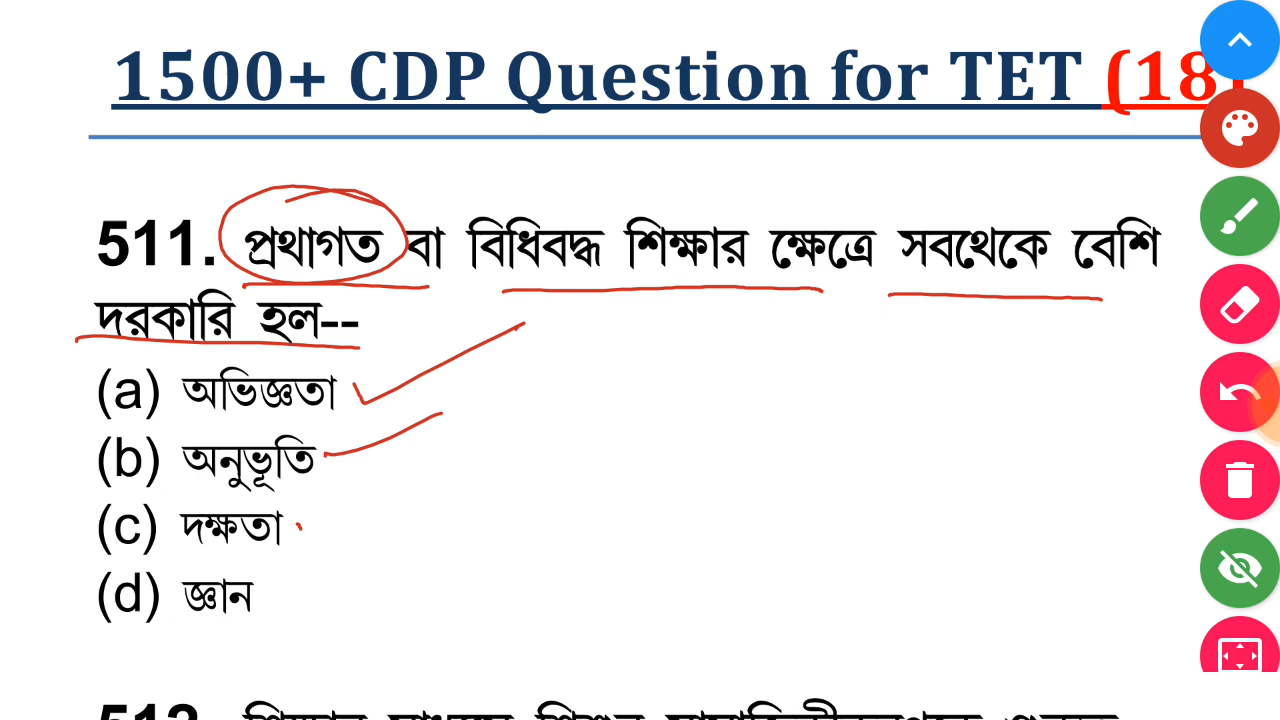 1500+ CDP Question for TET (18)
511. প্রথাগত বা বিধিবদ্ধ শিক্ষার ক্ষেত্রে সবথেকে বেশি
দরকারি হল--
(a) অভিজ্ঞতা
(b) অনুভূতি
(c) দক্ষতা
(d) জ্ঞান